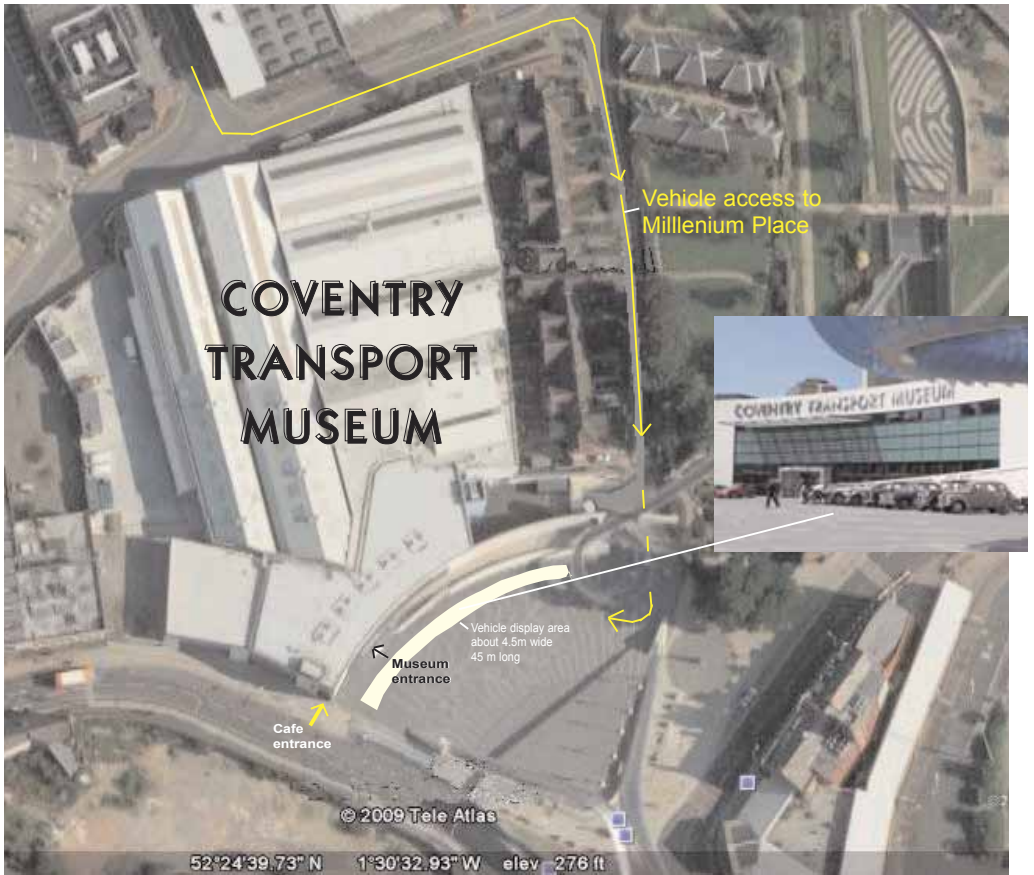 Vehicle access to
Milllenium Place
COVENTRY
TRANSPORT
MUSEUM
COVENTRY TRANSPORT MUSEUM
Vehicle display area
about 4.5m wide
45 m long
Museum
entrance
Cafe
entrance
© 2009 Tele Atlas
52°24'39.73" N 1°30'32.93" W elev 276 ft